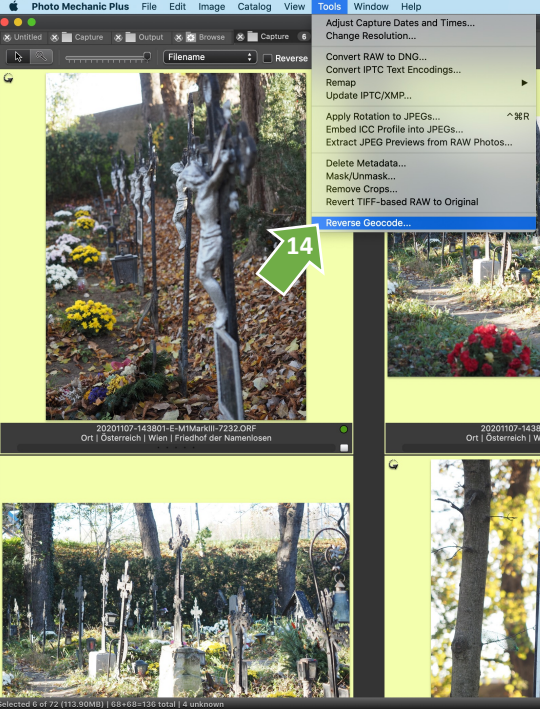 Photo Mechanic Plus File Edit Image Catalog View Tools Window Help
Untitled Capture Output Browse Capture 6
Filename Reverse
Adjust Capture Dates and Times...
Change Resolution...
Convert RAW to DNG...
Convert IPTC Text Encodings...
Remap
Update IPTC/XMP...
Apply Rotation to JPEGs... ^⌘R
Embed ICC Profile into JPEGs...
Extract JPEG Previews from RAW Photos...
Delete Metadata...
Mask/Unmask...
Remove Crops...
Revert TIFF-based RAW to Original
Reverse Geocode...
14
20201107-143801-E-M1MarkIII-7232.ORF
Ort | Österreich | Wien | Friedhof der Namenlosen
20201107-1438
Ort | Österreich | W
Selected 6 of 72 (113.90MB) | 68+68=136 total | 4 unknown